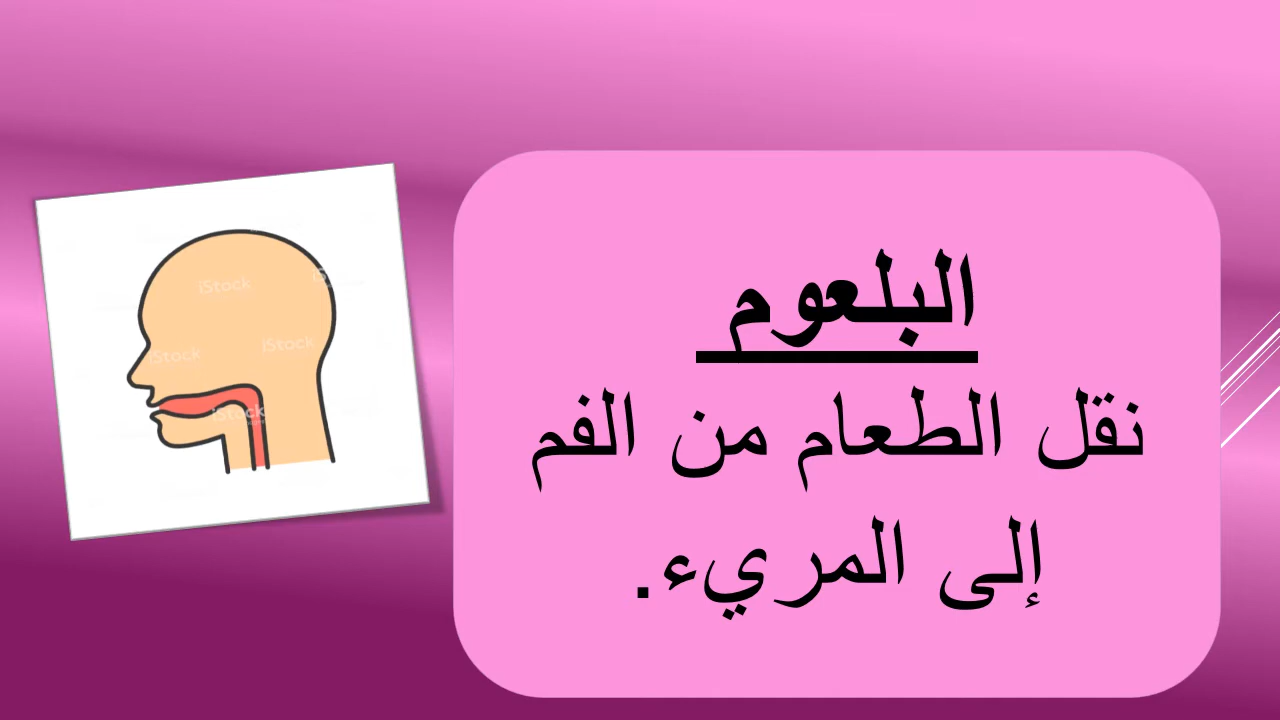 البلعوم
نقل الطعام من الفم
إلى المريء.
iStock
iStock
iStock
iStock